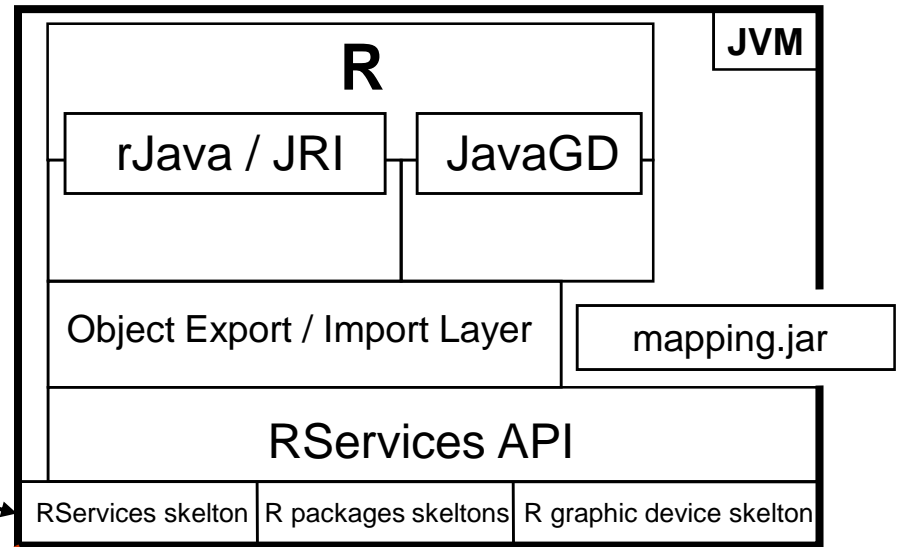 R
JVM
rJava / JRI
JavaGD
Object Export / Import Layer
mapping.jar
RServices API
RServices skelton
R packages skeltons
R graphic device skelton